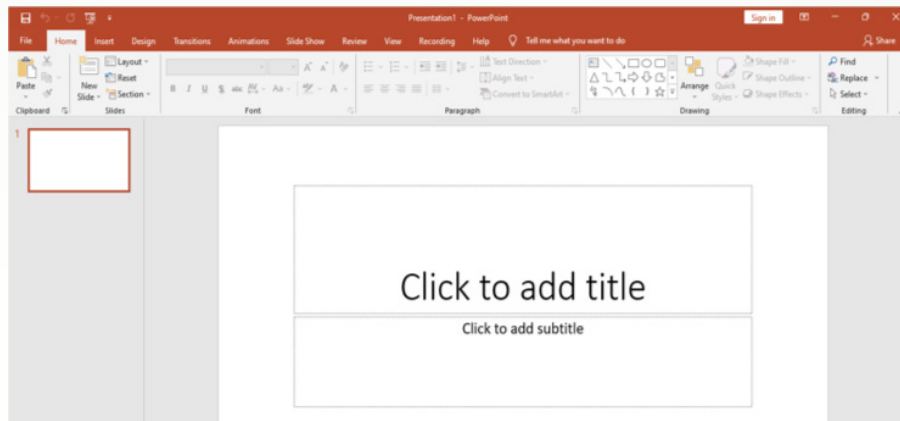 Presentation1 - PowerPoint
Sign in
File Home Insert Design Transitions Animations Slide Show Review View Recording Help Tell me what you want to do
Share
Paste
New Slide
Layout
Reset
Section
B I U S abc AV Aa A
Text Direction
Align Text
Convert to SmartArt
Arrange
Quick Styles
Shape Fill
Shape Outline
Shape Effects
Find
Replace
Select
Clipboard Slides Font Paragraph Drawing Editing
1
Click to add title
Click to add subtitle